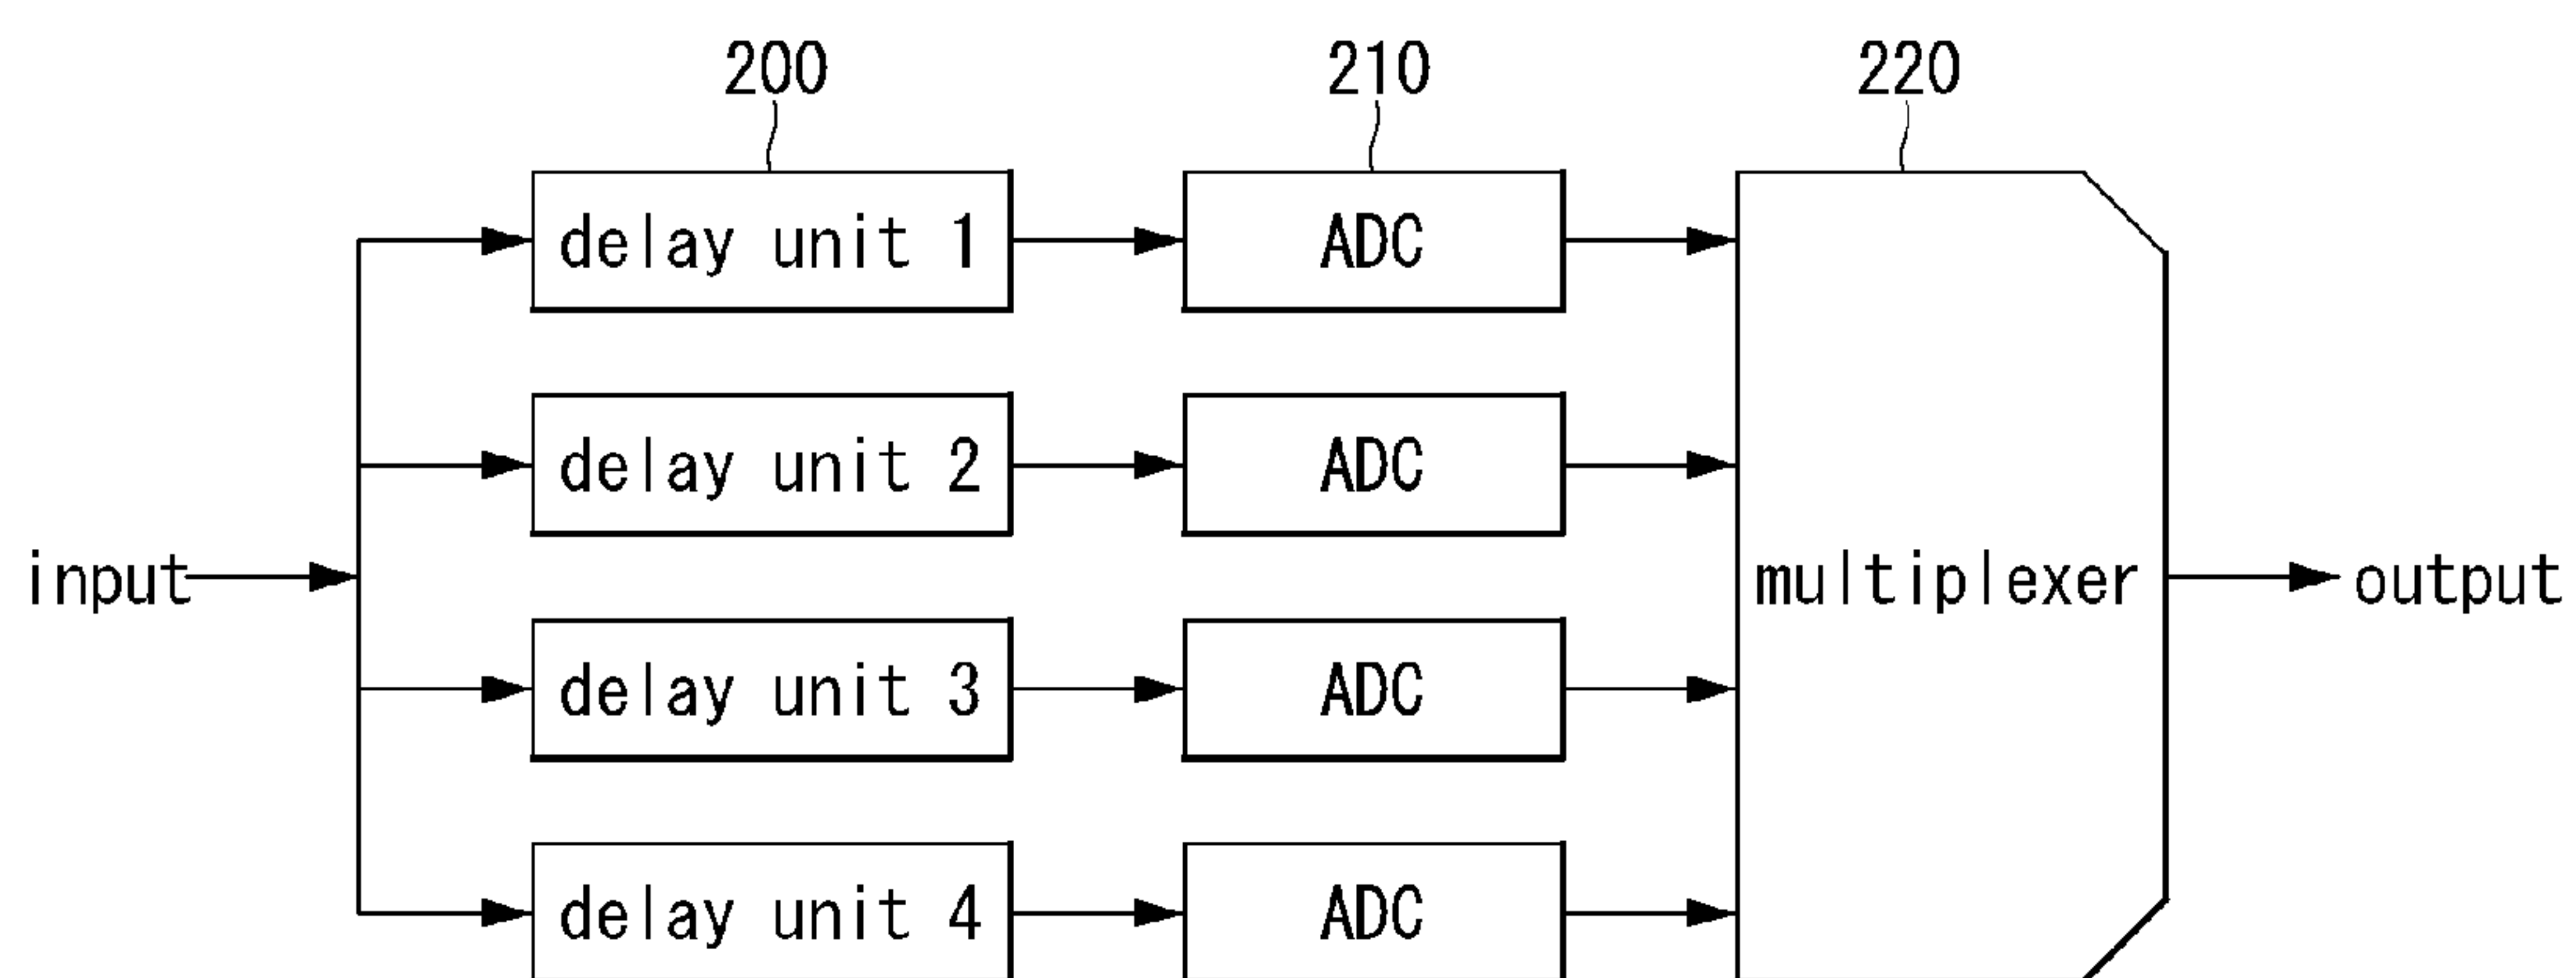 200 210 220
delay unit 1 ADC
delay unit 2 ADC
input multiplexer output
delay unit 3 ADC
delay unit 4 ADC